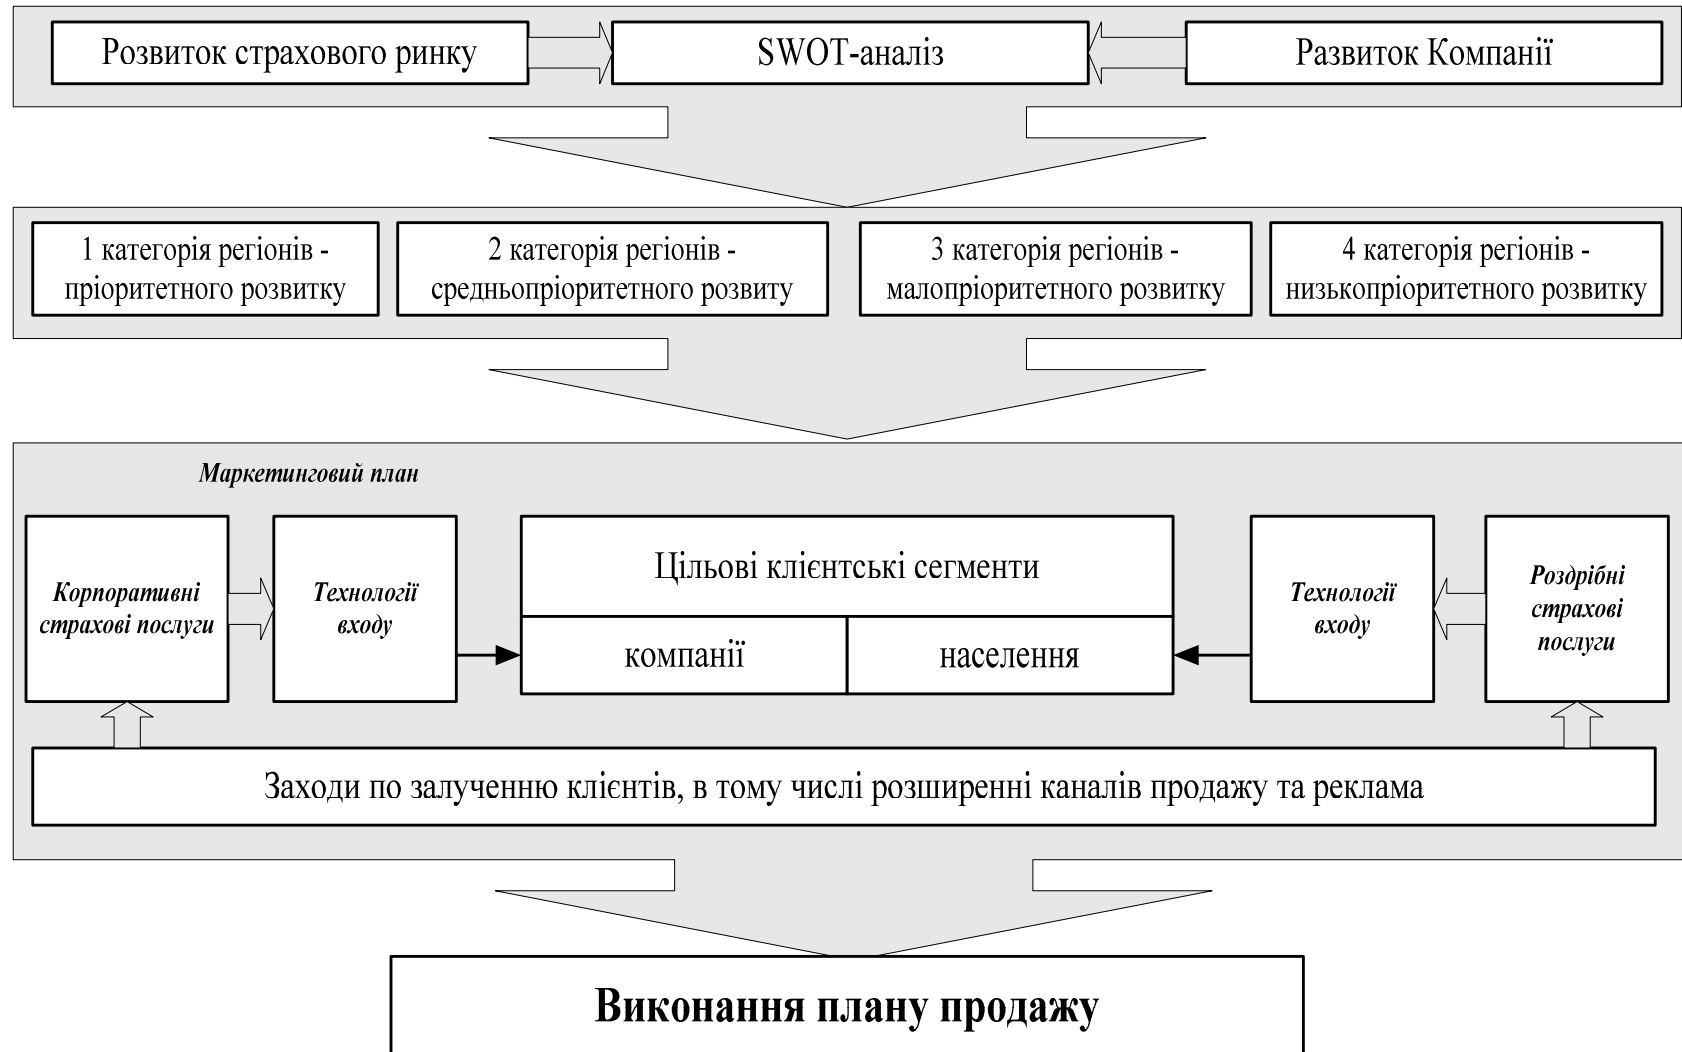 Розвиток страхового ринку
SWOT-аналіз
Развиток Компанії
1 категорія регіонів -
пріоритетного розвитку
2 категорія регіонів -
средньопріоритетного розвиту
3 категорія регіонів -
малопріоритетного розвитку
4 категорія регіонів -
низькопріоритетного розвитку
Маркетинговий план
Корпоративні
страхові послуги
Технології
входу
Цільові клієнтські сегменти
компанії
населення
Технології
входу
Роздрібні
страхові
послуги
Заходи по залученню клієнтів, в тому числі розширенні каналів продажу та реклама
Виконання плану продажу